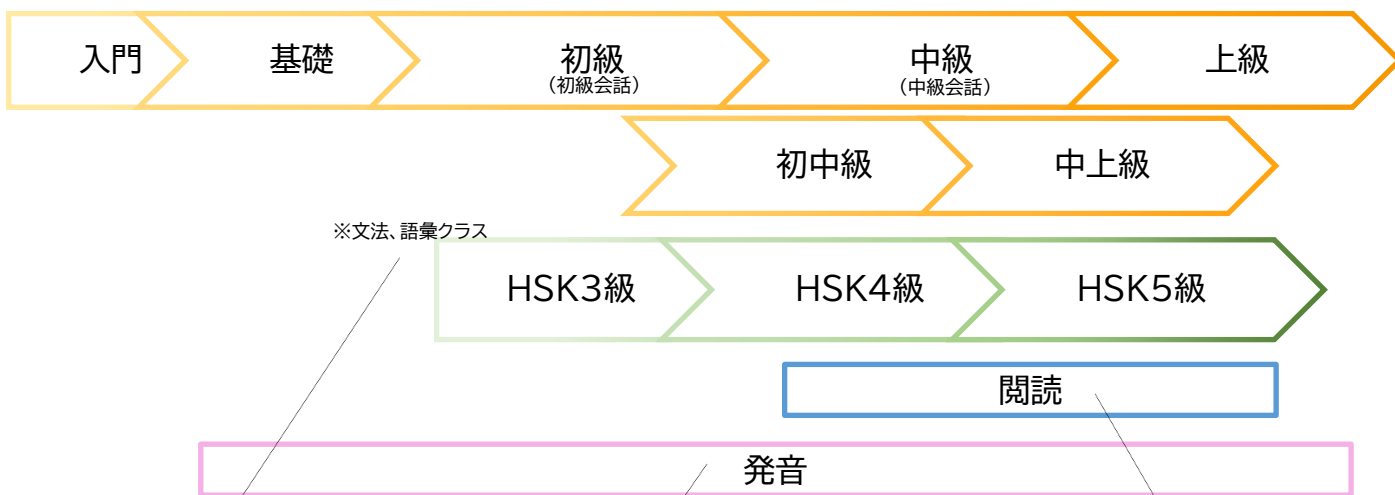 入門
基礎
初級
(初級会話)
中級
(中級会話)
上級
初中級
中上級
※文法、語彙クラス
HSK3級
HSK4級
HSK5級
閲読
発音